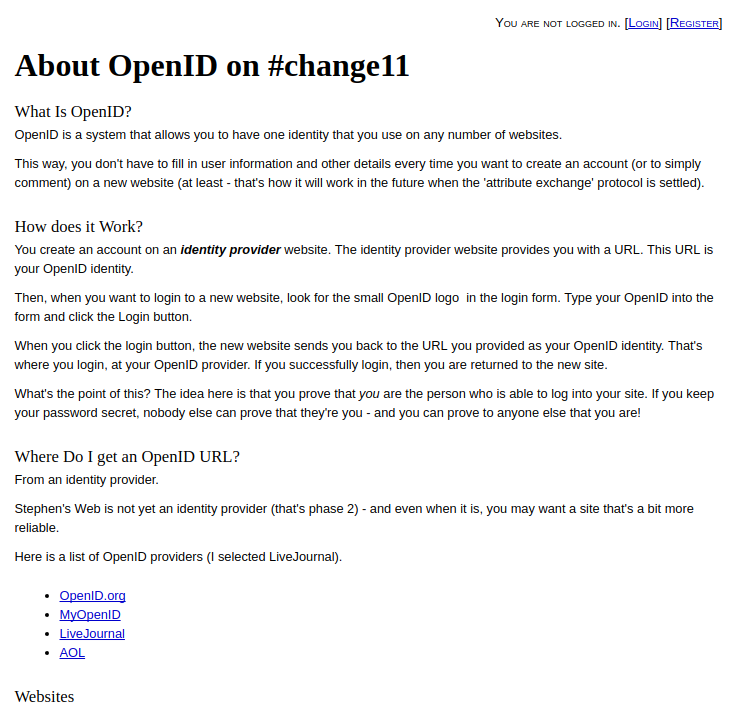 You are not logged in. [Login] [Register]
About OpenID on #change11
What Is OpenID?
OpenID is a system that allows you to have one identity that you use on any number of websites.
This way, you don't have to fill in user information and other details every time you want to create an account (or to simply
comment) on a new website (at least - that's how it will work in the future when the 'attribute exchange' protocol is settled).
How does it Work?
You create an account on an identity provider website. The identity provider website provides you with a URL. This URL is
your OpenID identity.
Then, when you want to login to a new website, look for the small OpenID logo  in the login form. Type your OpenID into the
form and click the Login button.
When you click the login button, the new website sends you back to the URL you provided as your OpenID identity. That's
where you login, at your OpenID provider. If you successfully login, then you are returned to the new site.
What's the point of this? The idea here is that you prove that you are the person who is able to log into your site. If you keep
your password secret, nobody else can prove that they're you - and you can prove to anyone else that you are!
Where Do I get an OpenID URL?
From an identity provider.
Stephen's Web is not yet an identity provider (that's phase 2) - and even when it is, you may want a site that's a bit more
reliable.
Here is a list of OpenID providers (I selected LiveJournal).
• OpenID.org
• MyOpenID
• LiveJournal
• AOL
Websites